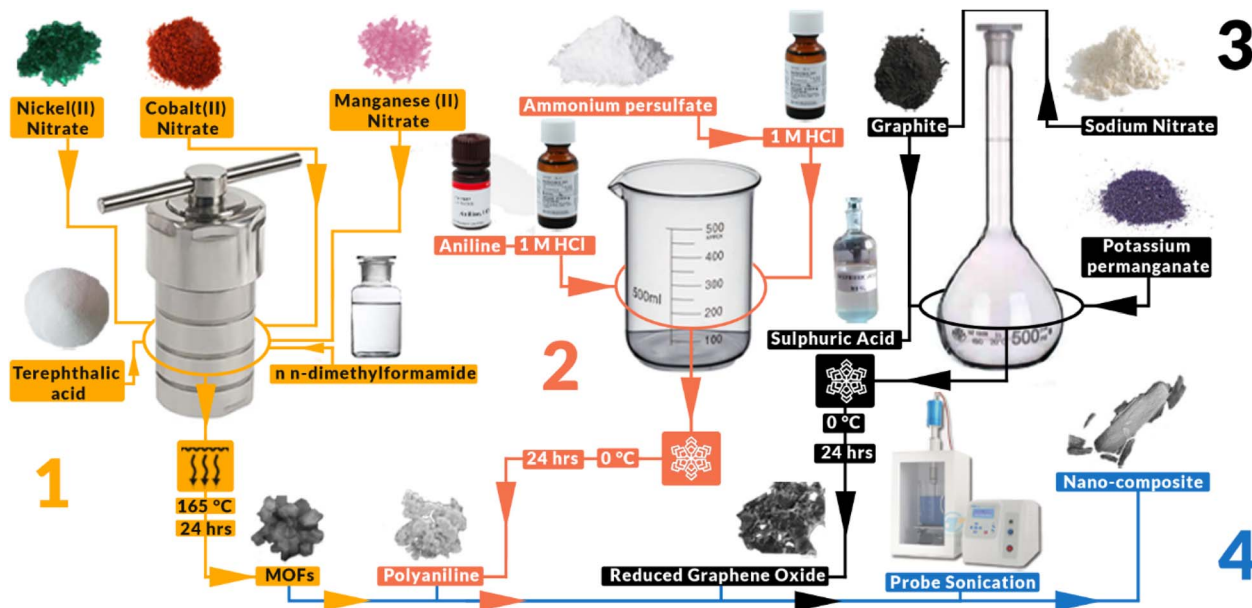 Nickel(II)
Nitrate
Cobalt(II)
Nitrate
Manganese (II)
Nitrate
Terephthalic
acid
n n-dimethylformamide
1
165 °C
24 hrs
MOFs
Ammonium persulfate
1 M HCl
Aniline
1 M HCl
500
400
300
200
100
500ml
2
0 °C
24 hrs
Polyaniline
3
Graphite
Sodium Nitrate
Potassium
permanganate
Sulphuric Acid
500
0 °C
24 hrs
Reduced Graphene Oxide
Probe Sonication
Nano-composite
4